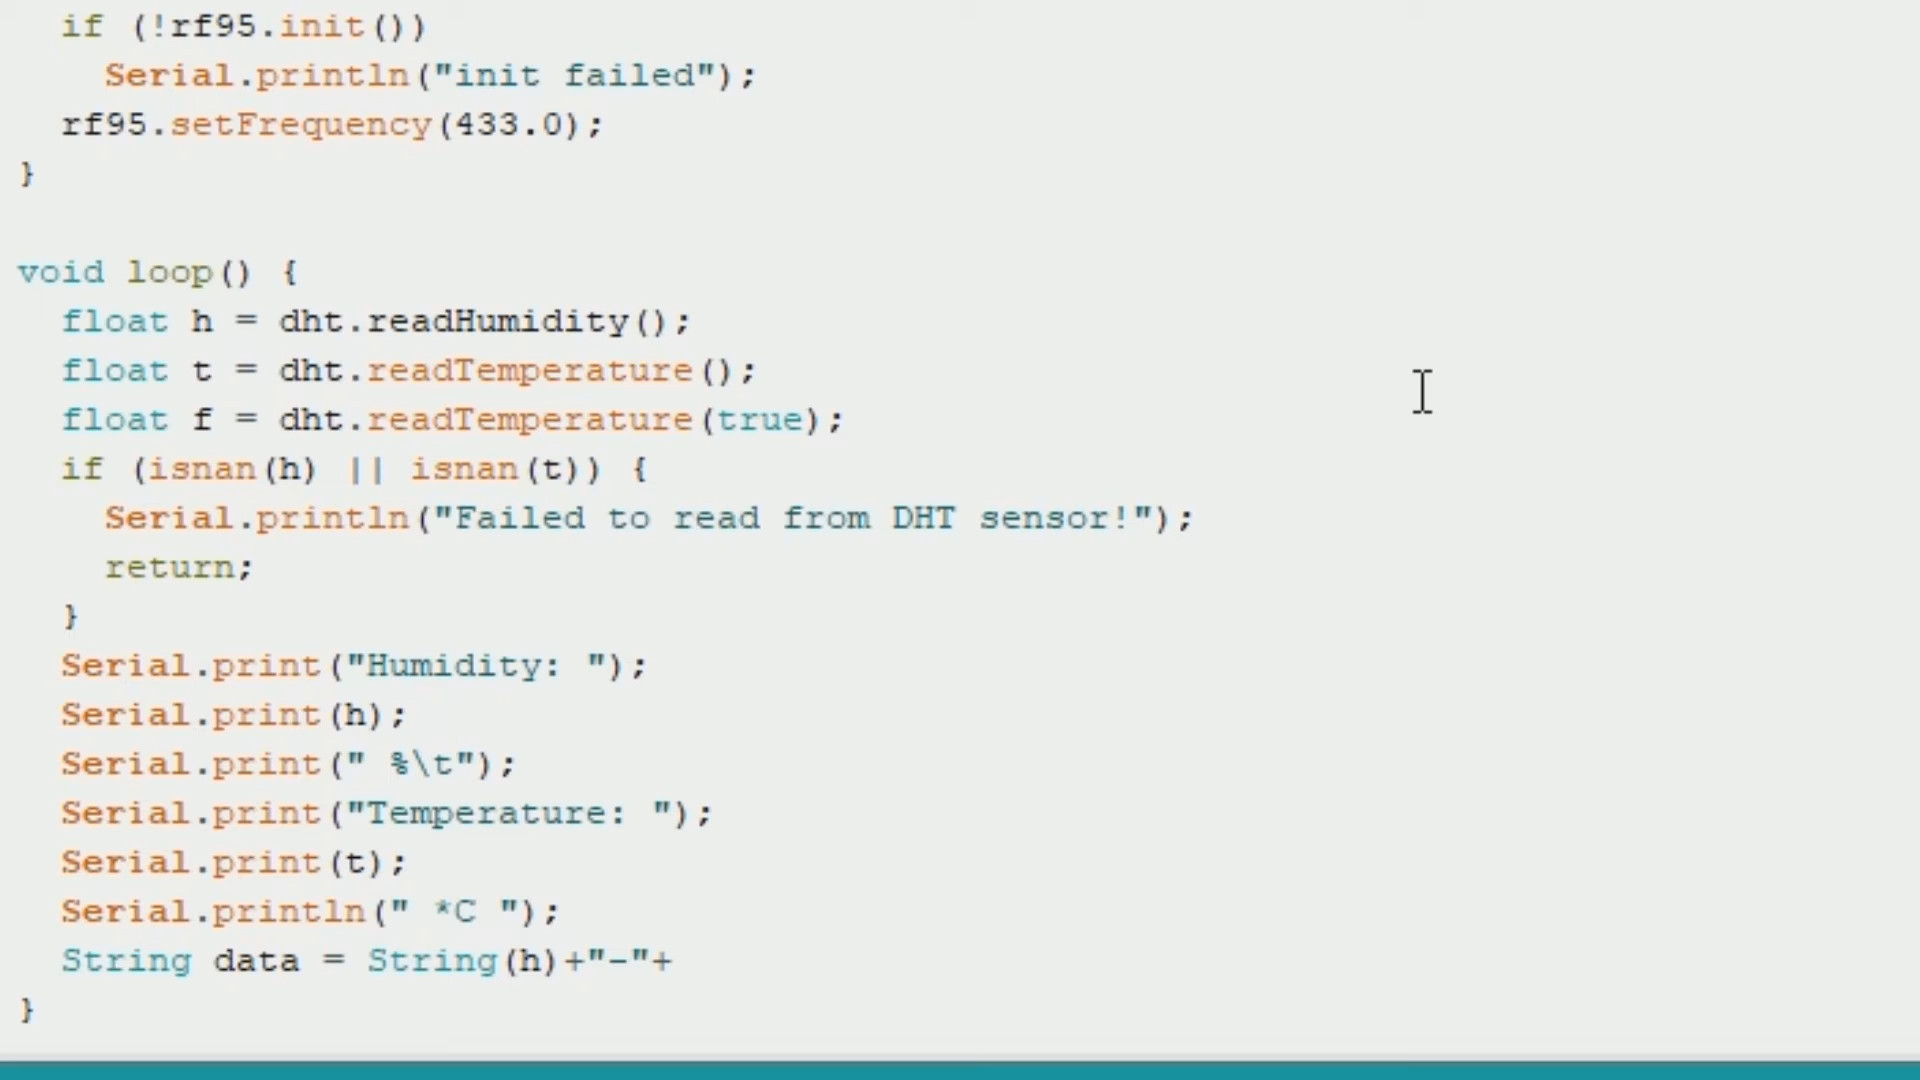 if (!rf95.init())
Serial.println("init failed");
rf95.setFrequency(433.0);
}
void loop() {
float h = dht.readHumidity();
float t = dht.readTemperature();
float f = dht.readTemperature(true);
if (isnan(h) || isnan(t)) {
Serial.println("Failed to read from DHT sensor!");
return;
}
Serial.print("Humidity: ");
Serial.print(h);
Serial.print(" %\t");
Serial.print("Temperature: ");
Serial.print(t);
Serial.println(" *C ");
String data = String(h)+"-"+
}